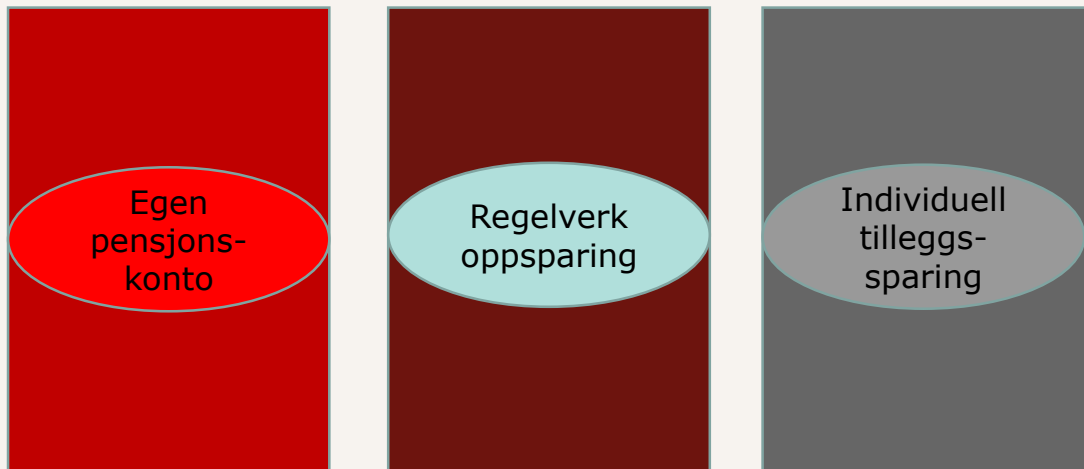 Egen
pensjons-
konto
Regelverk
oppsparing
Individuell
tilleggs-
sparing